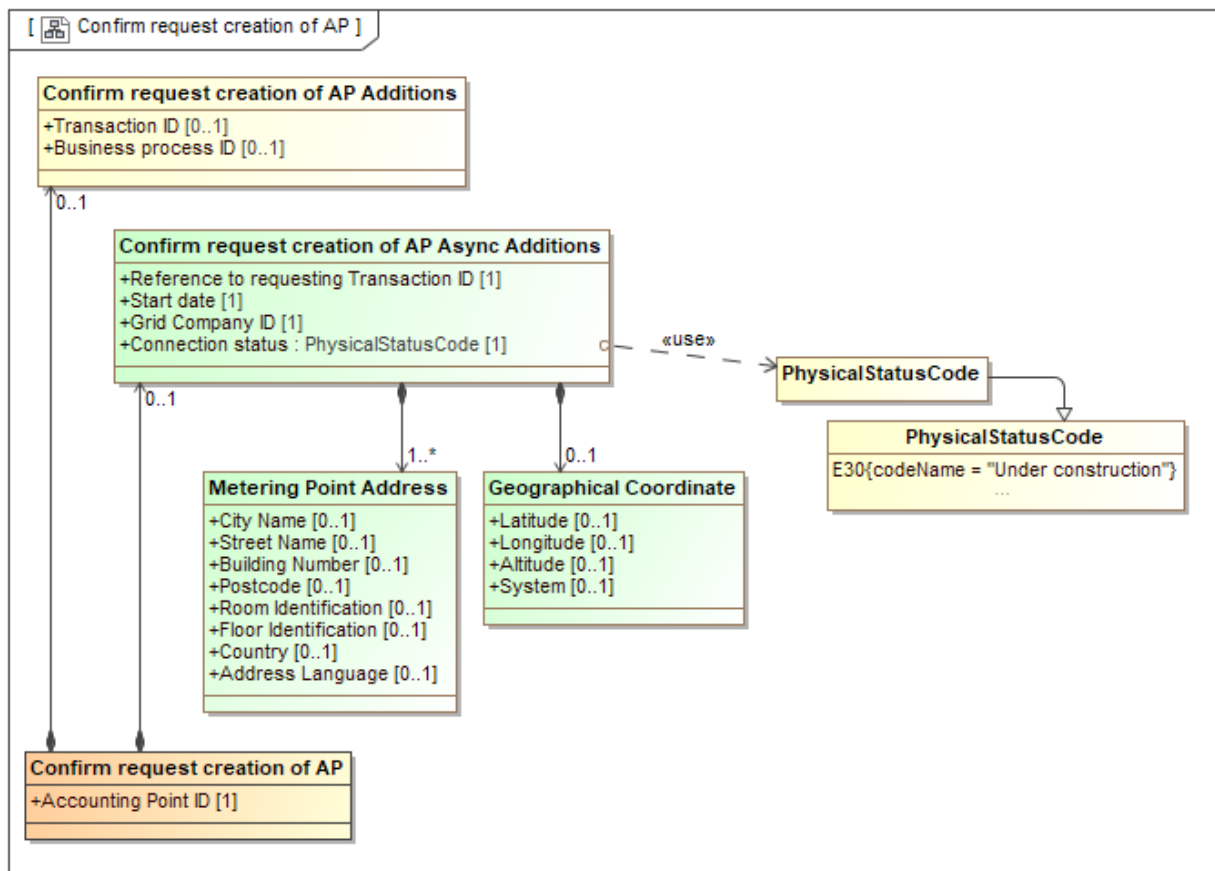 [ Confirm request creation of AP ]
Confirm request creation of AP Additions
+Transaction ID [0..1]
+Business process ID [0..1]
0..1
Confirm request creation of AP Async Additions
+Reference to requesting Transaction ID [1]
+Start date [1]
+Grid Company ID [1]
+Connection status : PhysicalStatusCode [1]
«use»
PhysicalStatusCode
0..1
PhysicalStatusCode
E30{codeName = "Under construction"}
...
1..*
0..1
Metering Point Address
+City Name [0..1]
+Street Name [0..1]
+Building Number [0..1]
+Postcode [0..1]
+Room Identification [0..1]
+Floor Identification [0..1]
+Country [0..1]
+Address Language [0..1]
Geographical Coordinate
+Latitude [0..1]
+Longitude [0..1]
+Altitude [0..1]
+System [0..1]
Confirm request creation of AP
+Accounting Point ID [1]